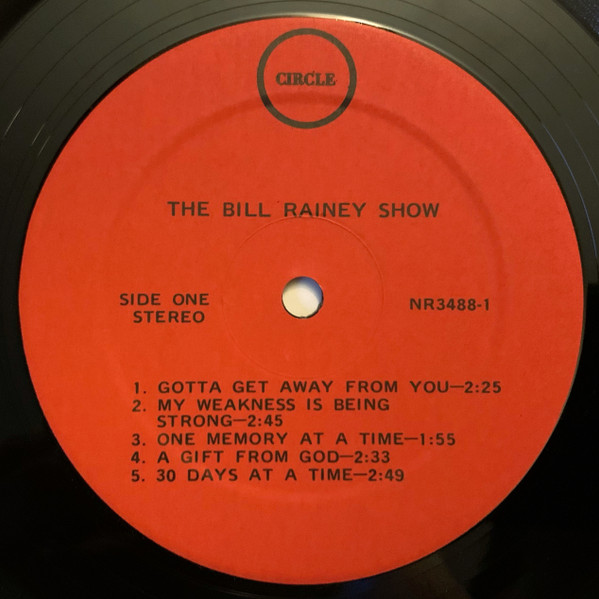 CIRCLE
THE BILL RAINEY SHOW
SIDE ONE
STEREO
NR3488-1
1. GOTTA GET AWAY FROM YOU—2:25
2. MY WEAKNESS IS BEING
STRONG—2:45
3. ONE MEMORY AT A TIME—1:55
4. A GIFT FROM GOD—2:33
5. 30 DAYS AT A TIME—2:49